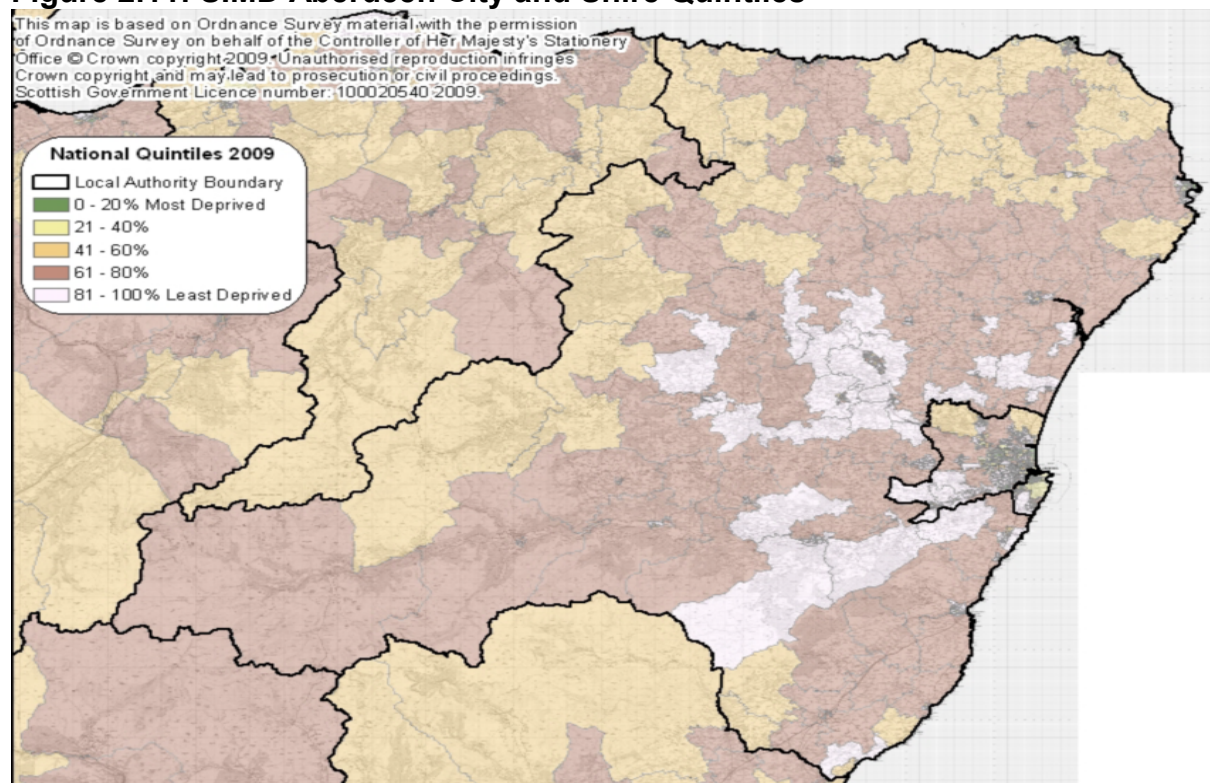 Figure 2.11: SIMD Aberdeen City and Shire Quintiles
This map is based on Ordnance Survey material with the permission
of Ordnance Survey on behalf of the Controller of Her Majesty's Stationery
Office © Crown copyright 2009. Unauthorised reproduction infringes
Crown copyright and may lead to prosecution or civil proceedings.
Scottish Government Licence number: 100020540 2009.
National Quintiles 2009
Local Authority Boundary
0 - 20% Most Deprived
21 - 40%
41 - 60%
61 - 80%
81 - 100% Least Deprived